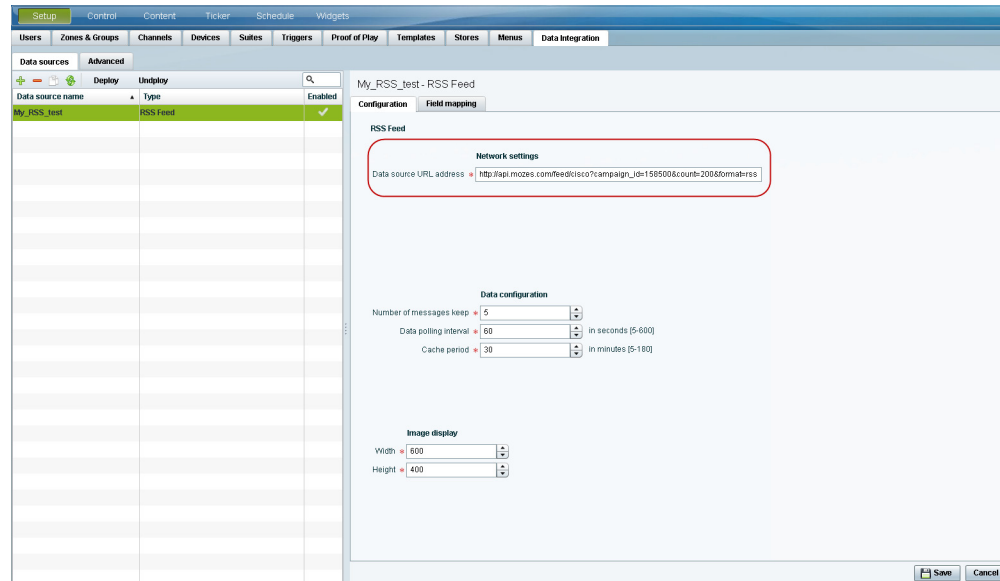 Setup Control Content Ticker Schedule Widgets
Users Zones & Groups Channels Devices Suites Triggers Proof of Play Templates Stores Menus Data Integration
Data sources Advanced
Deploy Undploy
Data source name Type Enabled
My_RSS_test RSS Feed
My_RSS_test - RSS Feed
Configuration Field mapping
RSS Feed
Network settings
Data source URL address * http://api.mozes.com/feed/cisco?campaign_id=158500&count=200&format=rss
Data configuration
Number of messages keep * 5
Data polling interval * 60 in seconds [5-600]
Cache period * 30 in minutes [5-180]
Image display
Width * 600
Height * 400
Save Cancel